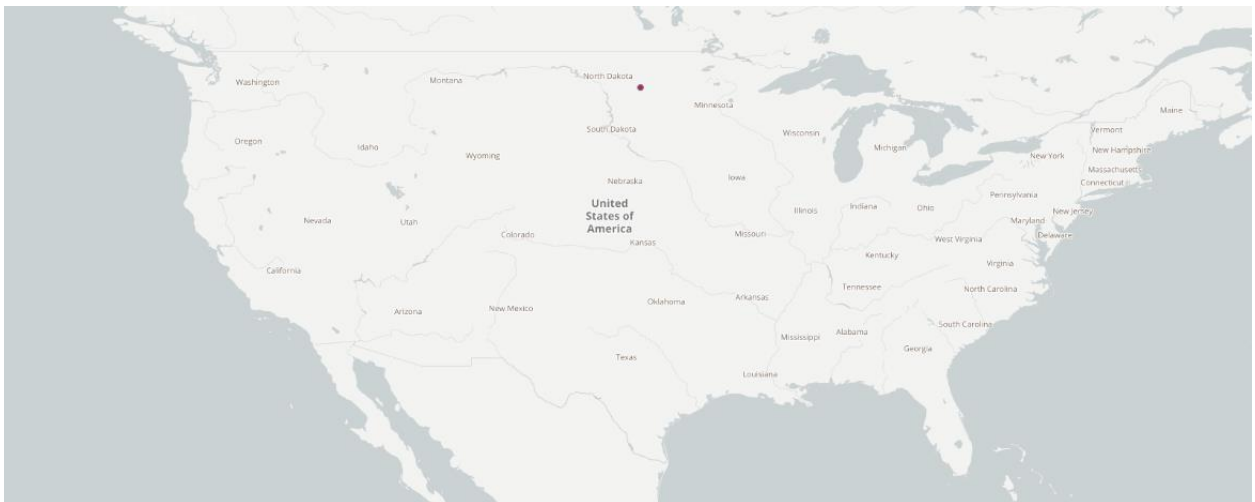 Washington
Montana
North Dakota
Minnesota
Maine
Oregon
Idaho
Wyoming
South Dakota
Wisconsin
Michigan
Vermont
New Hampshire
New York
Massachusetts
Connecticut
Nebraska
Iowa
Pennsylvania
Nevada
Utah
Colorado
United
States of
America
Kansas
Illinois
Indiana
Ohio
New Jersey
Maryland
Delaware
Missouri
West Virginia
Kentucky
Virginia
California
Arizona
New Mexico
Oklahoma
Arkansas
Tennessee
North Carolina
Mississippi
Alabama
South Carolina
Georgia
Texas
Louisiana